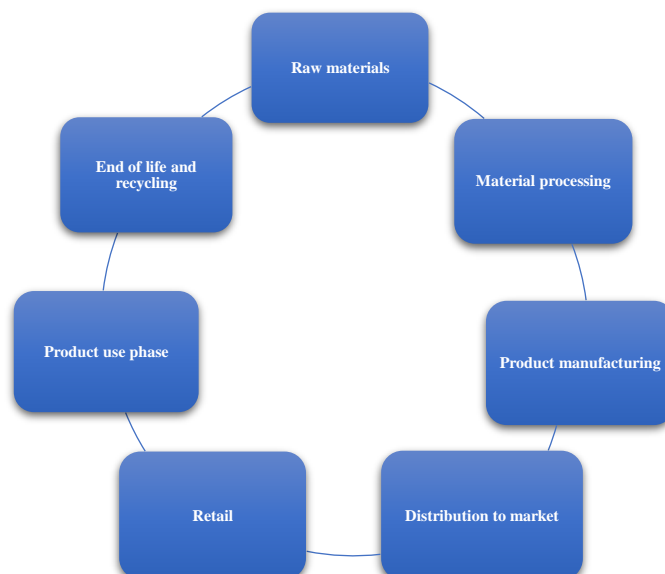 Raw materials
Material processing
Product manufacturing
Distribution to market
Retail
Product use phase
End of life and
recycling